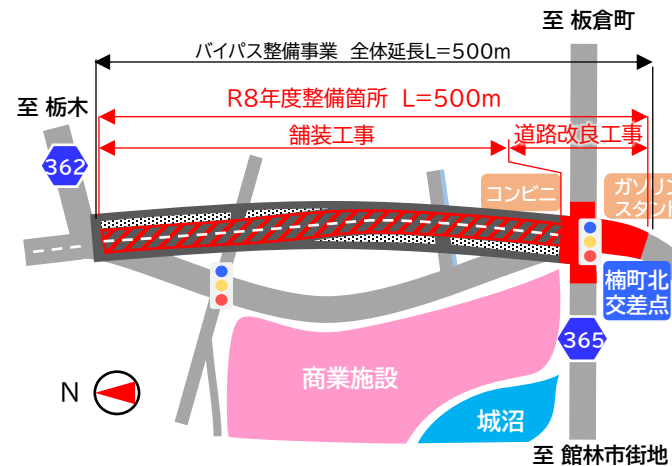 至 板倉町
バイパス整備事業 全体延長L=500m
R8年度整備箇所 L=500m
至 栃木
舗装工事
道路改良工事
362
コンビニ
ガソリン
スタンド
楠町北
交差点
365
商業施設
N
城沼
至 館林市街地